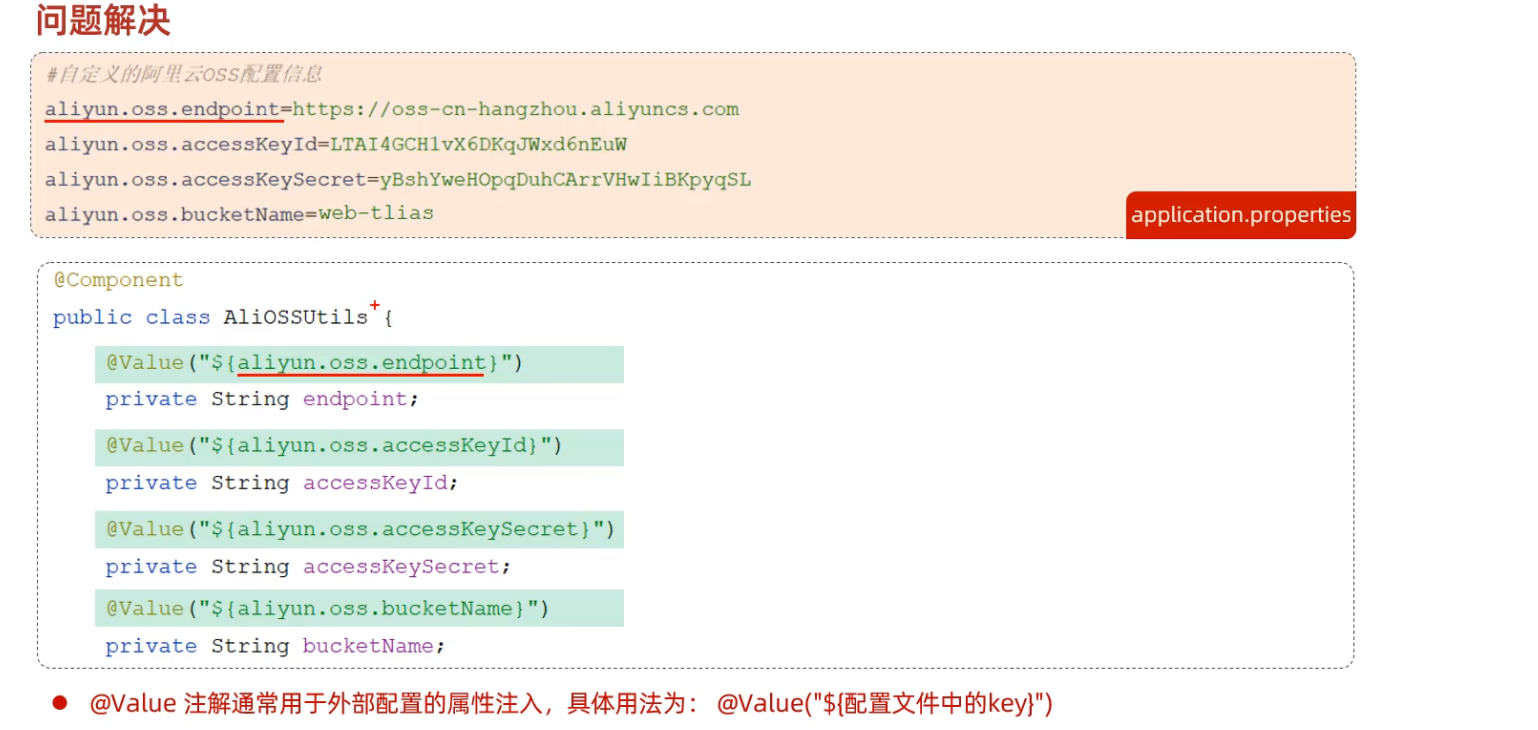 问题解决
#自定义的阿里云OSS配置信息
aliyun.oss.endpoint=https://oss-cn-hangzhou.aliyuncs.com
aliyun.oss.accessKeyId=LTAI4GCH1vX6DKqJWxd6nEuW
aliyun.oss.accessKeySecret=yBshYweHOpqDuhCArrVHwIiBKpyqSL
aliyun.oss.bucketName=web-tlias
application.properties
@Component
public class AliOSSUtils {
@Value("${aliyun.oss.endpoint}")
private String endpoint;
@Value("${aliyun.oss.accessKeyId}")
private String accessKeyId;
@Value("${aliyun.oss.accessKeySecret}")
private String accessKeySecret;
@Value("${aliyun.oss.bucketName}")
private String bucketName;
● @Value 注解通常用于外部配置的属性注入，具体用法为： @Value("${配置文件中的key}")